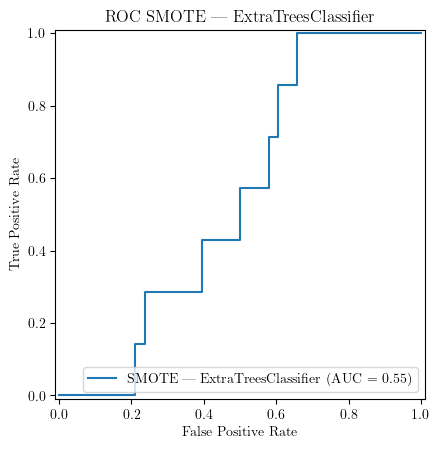 ROC SMOTE — ExtraTreesClassifier
1.0
0.8
0.6
0.4
0.2
0.0
True Positive Rate
SMOTE — ExtraTreesClassifier (AUC = 0.55)
0.0 0.2 0.4 0.6 0.8 1.0
False Positive Rate